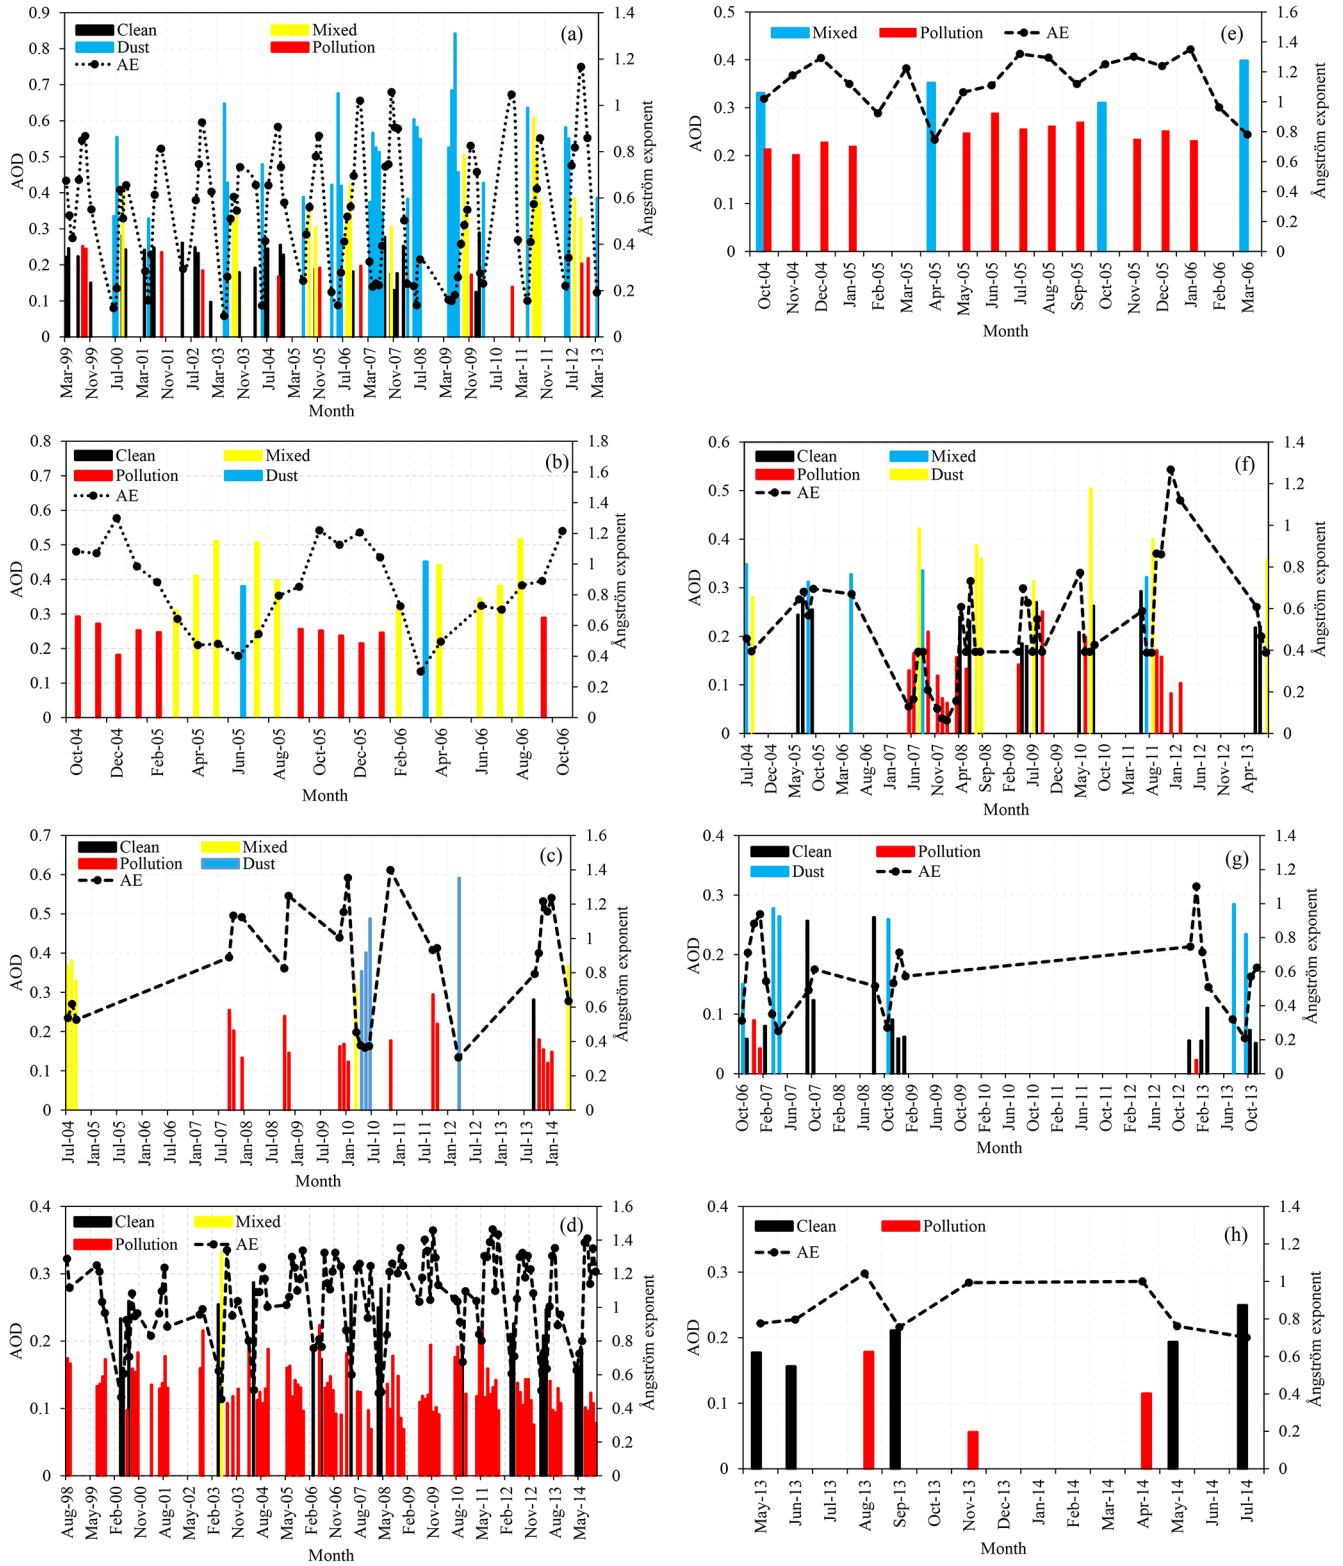 (a)
Clean
Mixed
Dust
Pollution
AE
0.9
0.8
0.7
0.6
0.5
0.4
0.3
0.2
0.1
0
AOD
1.4
1.2
1
0.8
0.6
0.4
0.2
0
Ångström exponent
Mar-99
Nov-99
Jul-00
Mar-01
Nov-01
Jul-02
Mar-03
Nov-03
Jul-04
Mar-05
Nov-05
Jul-06
Mar-07
Nov-07
Jul-08
Mar-09
Nov-09
Jul-10
Mar-11
Nov-11
Jul-12
Mar-13
Month
(e)
Mixed
Pollution
AE
0.5
0.4
0.3
0.2
0.1
0
AOD
1.6
1.4
1.2
1
0.8
0.6
0.4
0.2
0
Ångström exponent
Oct-04
Nov-04
Dec-04
Jan-05
Feb-05
Mar-05
Apr-05
May-05
Jun-05
Jul-05
Aug-05
Sep-05
Oct-05
Nov-05
Dec-05
Jan-06
Feb-06
Mar-06
Month
(b)
Clean
Mixed
Pollution
Dust
AE
0.8
0.7
0.6
0.5
0.4
0.3
0.2
0.1
0
AOD
1.8
1.6
1.4
1.2
1
0.8
0.6
0.4
0.2
0
Ångström exponent
Oct-04
Dec-04
Feb-05
Apr-05
Jun-05
Aug-05
Oct-05
Dec-05
Feb-06
Apr-06
Jun-06
Aug-06
Oct-06
Month
(f)
Clean
Mixed
Pollution
Dust
AE
0.6
0.5
0.4
0.3
0.2
0.1
0
AOD
1.4
1.2
1
0.8
0.6
0.4
0.2
0
Ångström exponent
Jul-04
Dec-04
May-05
Oct-05
Mar-06
Aug-06
Jan-07
Jun-07
Nov-07
Apr-08
Sep-08
Feb-09
Jul-09
Dec-09
May-10
Oct-10
Mar-11
Aug-11
Jan-12
Jun-12
Nov-12
Apr-13
Month
(c)
Clean
Mixed
Pollution
Dust
AE
0.7
0.6
0.5
0.4
0.3
0.2
0.1
0
AOD
1.6
1.4
1.2
1
0.8
0.6
0.4
0.2
0
Ångström exponent
Jul-04
Jan-05
Jul-05
Jan-06
Jul-06
Jan-07
Jul-07
Jan-08
Jul-08
Jan-09
Jul-09
Jan-10
Jul-10
Jan-11
Jul-11
Jan-12
Jul-12
Jan-13
Jul-13
Jan-14
Month
(g)
Clean
Pollution
Dust
AE
0.4
0.3
0.2
0.1
0
AOD
1.4
1.2
1
0.8
0.6
0.4
0.2
0
Ångström exponent
Oct-06
Feb-07
Jun-07
Oct-07
Feb-08
Jun-08
Oct-08
Feb-09
Jun-09
Oct-09
Feb-10
Jun-10
Oct-10
Feb-11
Jun-11
Oct-11
Feb-12
Jun-12
Oct-12
Feb-13
Jun-13
Oct-13
Month
(d)
Clean
Mixed
Pollution
AE
0.4
0.3
0.2
0.1
0
AOD
1.6
1.4
1.2
1
0.8
0.6
0.4
0.2
0
Ångström exponent
Aug-98
May-99
Feb-00
Nov-00
Aug-01
May-02
Feb-03
Nov-03
Aug-04
May-05
Feb-06
Nov-06
Aug-07
May-08
Feb-09
Nov-09
Aug-10
May-11
Feb-12
Nov-12
Aug-13
May-14
Month
(h)
Clean
Pollution
AE
0.4
0.3
0.2
0.1
0
AOD
1.4
1.2
1
0.8
0.6
0.4
0.2
0
Ångström exponent
May-13
Jun-13
Jul-13
Aug-13
Sep-13
Oct-13
Nov-13
Dec-13
Jan-14
Feb-14
Mar-14
Apr-14
May-14
Jun-14
Jul-14
Month